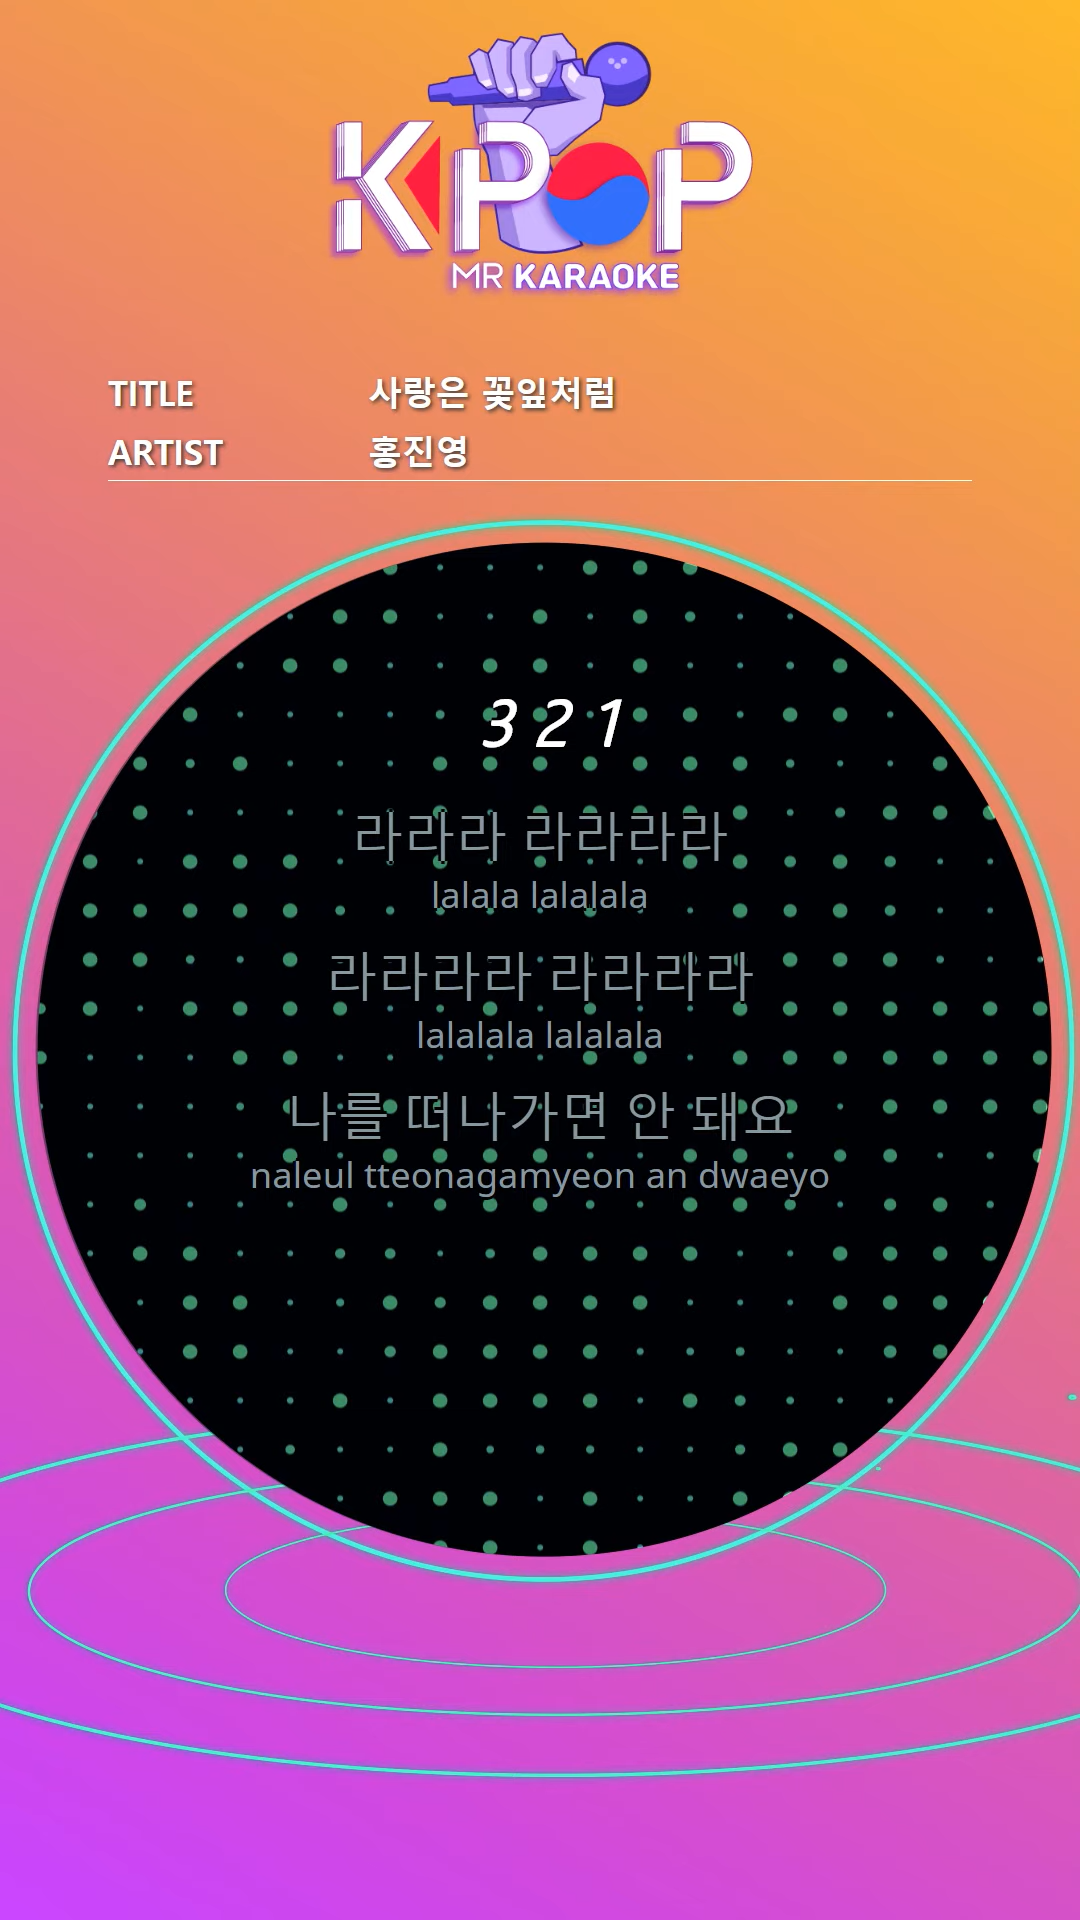 KPOP
MR KARAOKE
TITLE 사랑은 꽃잎처럼
ARTIST 홍진영
3 2 1
라라라 라라라라
lalala lalalala
라라라라 라라라라
lalalala lalalala
나를 떠나가면 안 돼요
naleul tteonagamyeon an dwaeyo